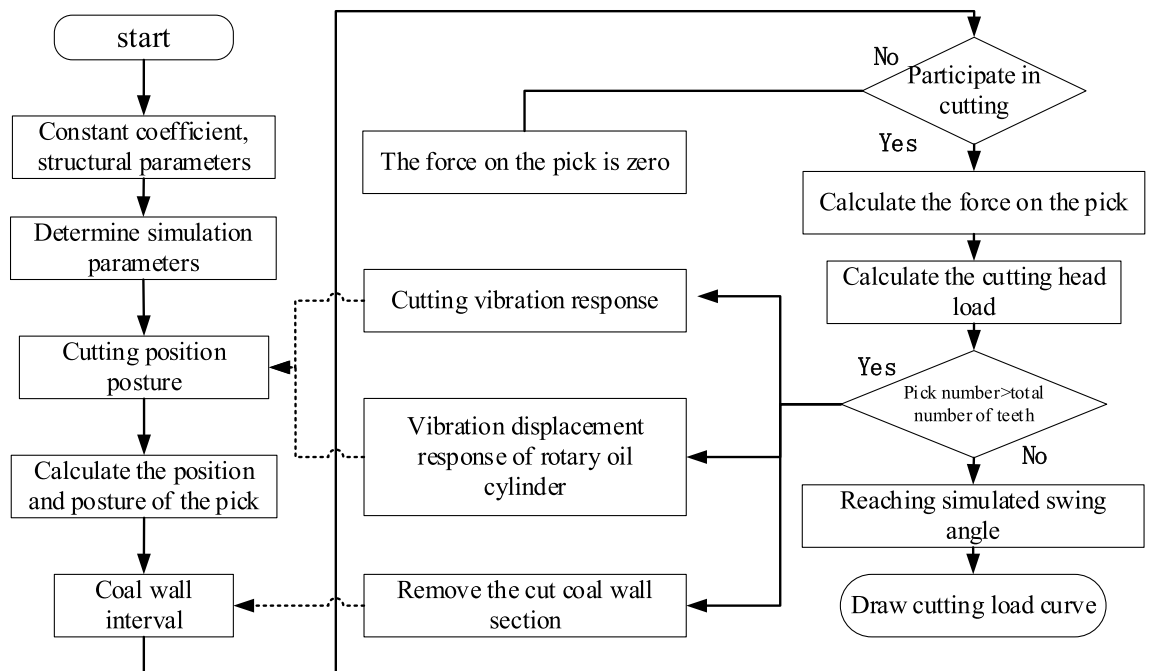 start
Constant coefficient,
structural parameters
Determine simulation
parameters
Cutting position
posture
Calculate the position
and posture of the pick
Coal wall
interval
The force on the pick is zero
Cutting vibration response
Vibration displacement
response of rotary oil
cylinder
Remove the cut coal wall
section
No
Participate in
cutting
Yes
Calculate the force on the pick
Calculate the cutting head
load
Yes
Pick number>total
number of teeth
No
Reaching simulated swing
angle
Draw cutting load curve